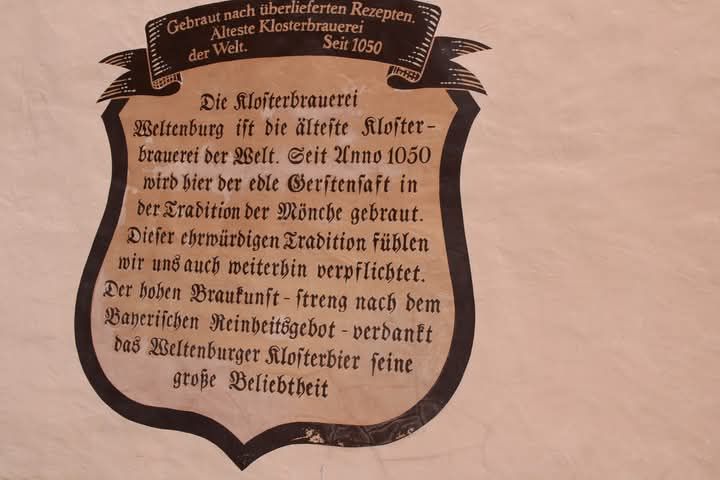 Gebraut nach überlieferten Rezepten.
Älteste Klosterbrauerei
der Welt. Seit 1050
Die Kloſterbrauerei
Weltenburg iſt die älteſte Kloſter-
brauerei der Welt. Seit Anno 1050
wird hier der edle Gerſtenſaft in
der Tradition der Mönche gebraut.
Dieſer ehrwürdigen Tradition fühlen
wir uns auch weiterhin verpflichtet.
Der hohen Braukunſt - ſtreng nach dem
Bayeriſchen Reinheitsgebot - verdankt
das Weltenburger Kloſterbier ſeine
große Beliebtheit